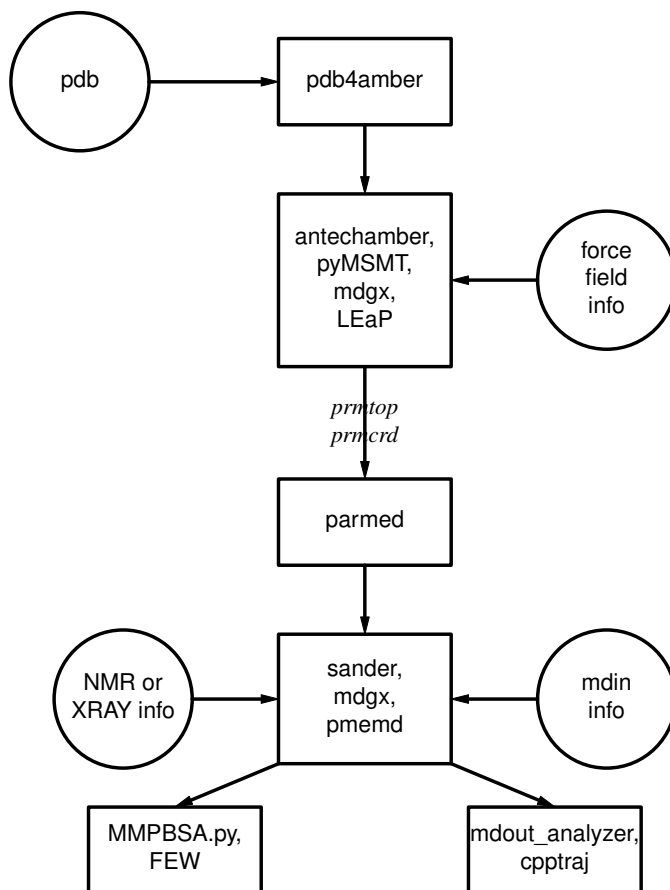 pdb
pdb4amber
antechamber,
pyMSMT,
mdgx,
LEaP
force
field
info
prmtop
prmcrd
parmed
NMR or
XRAY info
sander,
mdgx,
pmemd
mdin
info
MMPBSA.py,
FEW
mdout_analyzer,
cpptraj